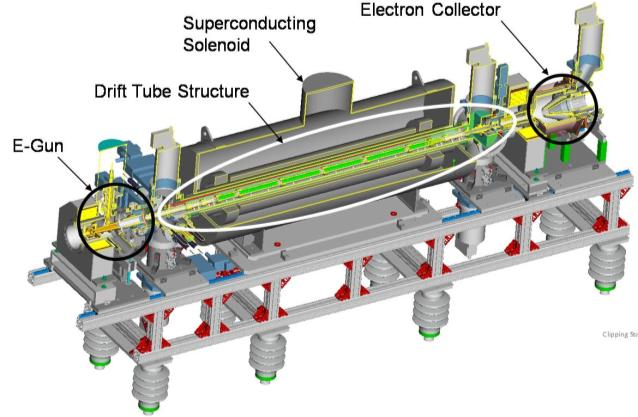 Electron Collector
Superconducting
Solenoid
Drift Tube Structure
E-Gun